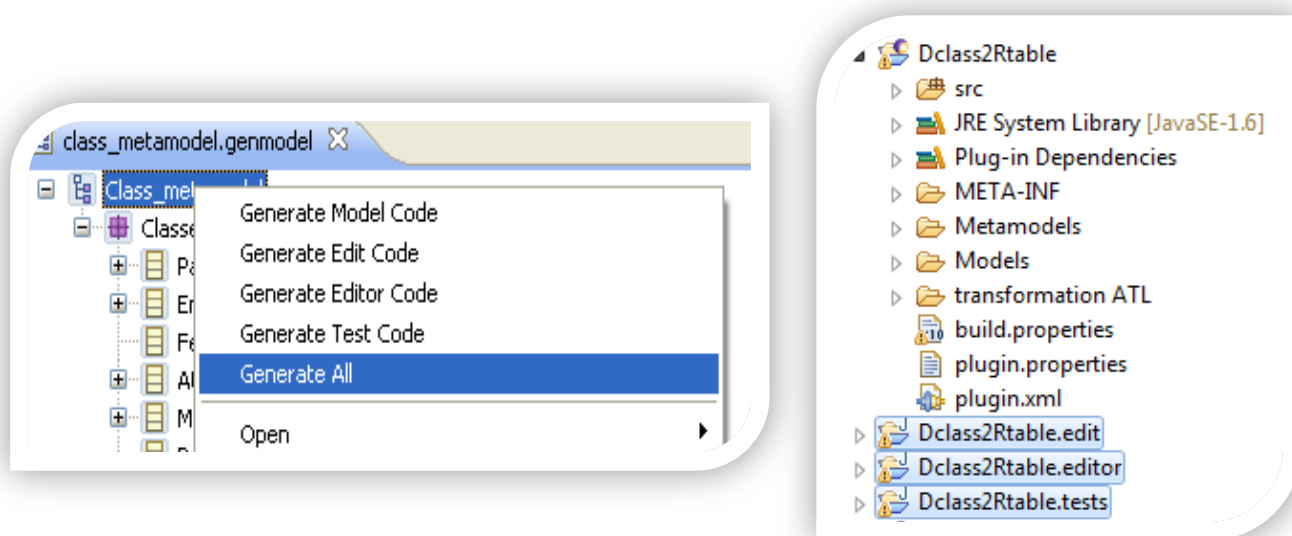 class_metamodel.genmodel
Generate Model Code
Generate Edit Code
Generate Editor Code
Generate Test Code
Generate All
Open
Dclass2Rtable
src
JRE System Library [JavaSE-1.6]
Plug-in Dependencies
META-INF
Metamodels
Models
transformation ATL
build.properties
plugin.properties
plugin.xml
Dclass2Rtable.edit
Dclass2Rtable.editor
Dclass2Rtable.tests